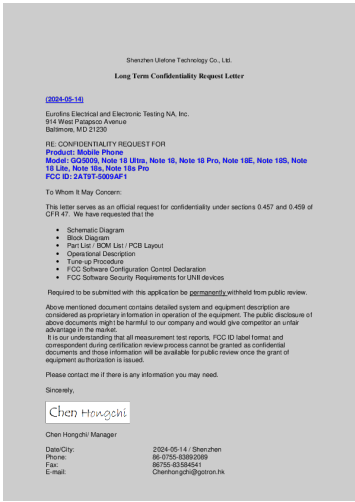 Shenzhen Ulefone Technology Co., Ltd.
Long Term Confidentiality Request Letter
(2024-05-14)
Eurofins Electrical and Electronic Testing NA, Inc.
914 West Patapsco Avenue
Baltimore, MD 21230
RE: CONFIDENTIALITY REQUEST FOR
Product: Mobile Phone
Model: GQ5009, Note 18 Ultra, Note 18, Note 18 Pro, Note 18E, Note 18S, Note
18 Lite, Note 18s, Note 18s Pro
FCC ID: 2AT9T-5009AF1
To Whom It May Concern:
This letter serves as an official request for confidentiality under sections 0.457 and 0.459 of
CFR 47. We have requested that the
• Schematic Diagram
• Block Diagram
• Part List / BOM List / PCB Layout
• Operational Description
• Tune-up Procedure
• FCC Software Configuration Control Declaration
• FCC Software Security Requirements for UNII devices
Required to be submitted with this application be permanently withheld from public review.
Above mentioned document contains detailed system and equipment description are
considered as proprietary information in operation of the equipment. The public disclosure of
above documents might be harmful to our company and would give competitor an unfair
advantage in the market.
It is our understanding that all measurement test reports, FCC ID label format and
correspondent during certification review process cannot be granted as confidential
documents and those information will be available for public review once the grant of
equipment authorization is issued.
Please contact me if there is any information you may need.
Sincerely,
Chen Hongchi
Chen Hongchi/ Manager
Date/City: 2024-05-14 / Shenzhen
Phone: 86-0755-83892089
Fax: 86755-83584541
E-mail: Chenhongchi@gotron.hk